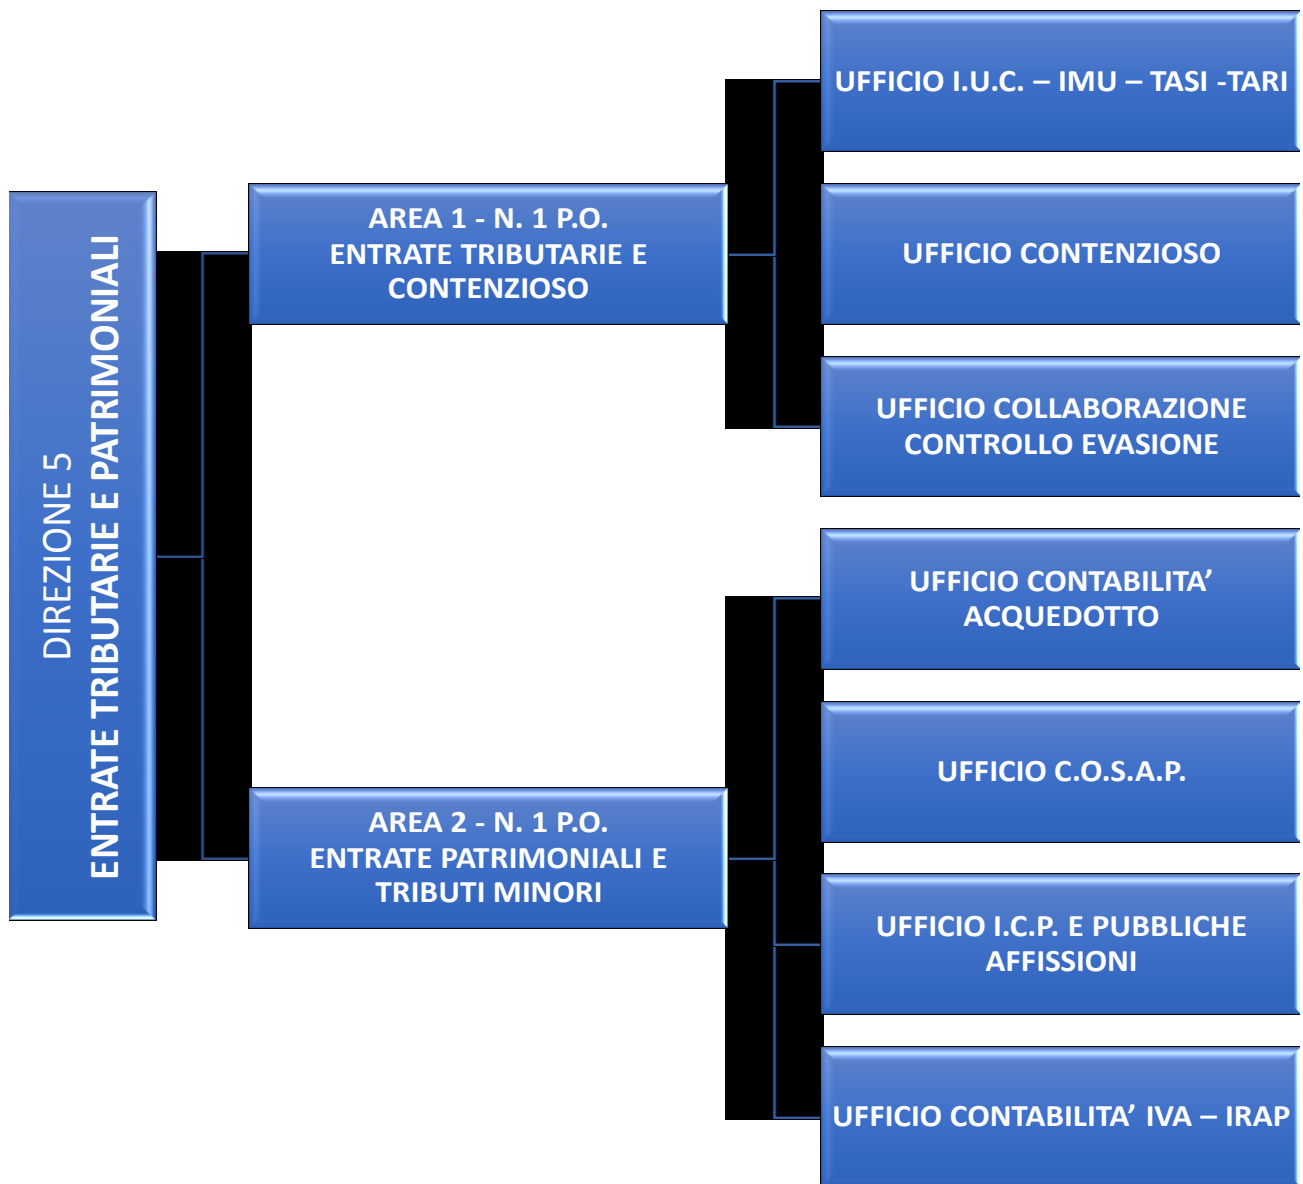 DIREZIONE 5
ENTRATE TRIBUTARIE E PATRIMONIALI
AREA 1 - N. 1 P.O.
ENTRATE TRIBUTARIE E
CONTENZIOSO
UFFICIO I.U.C. – IMU – TASI -TARI
UFFICIO CONTENZIOSO
UFFICIO COLLABORAZIONE
CONTROLLO EVASIONE
AREA 2 - N. 1 P.O.
ENTRATE PATRIMONIALI E
TRIBUTI MINORI
UFFICIO CONTABILITA’
ACQUEDOTTO
UFFICIO C.O.S.A.P.
UFFICIO I.C.P. E PUBBLICHE
AFFISSIONI
UFFICIO CONTABILITA’ IVA – IRAP